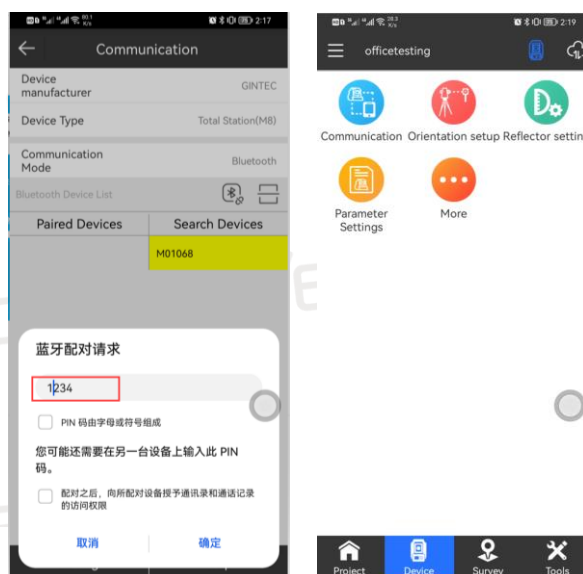 90.1
K/s
2:17
Communication
Device
manufacturer
GINTEC
Device Type
Total Station(M8)
Communication
Mode
Bluetooth
Bluetooth Device List
Paired Devices
Search Devices
M01068
蓝牙配对请求
1234
PIN 码由字母或符号组成
您可能还需要在另一台设备上输入此 PIN
码。
配对之后，向所配对设备授予通讯录和通话记录
的访问权限
取消
确定
28.3
K/s
2:19
officetesting
Communication
Orientation setup
Reflector settin
Parameter
Settings
More
Project
Device
Survey
Tools